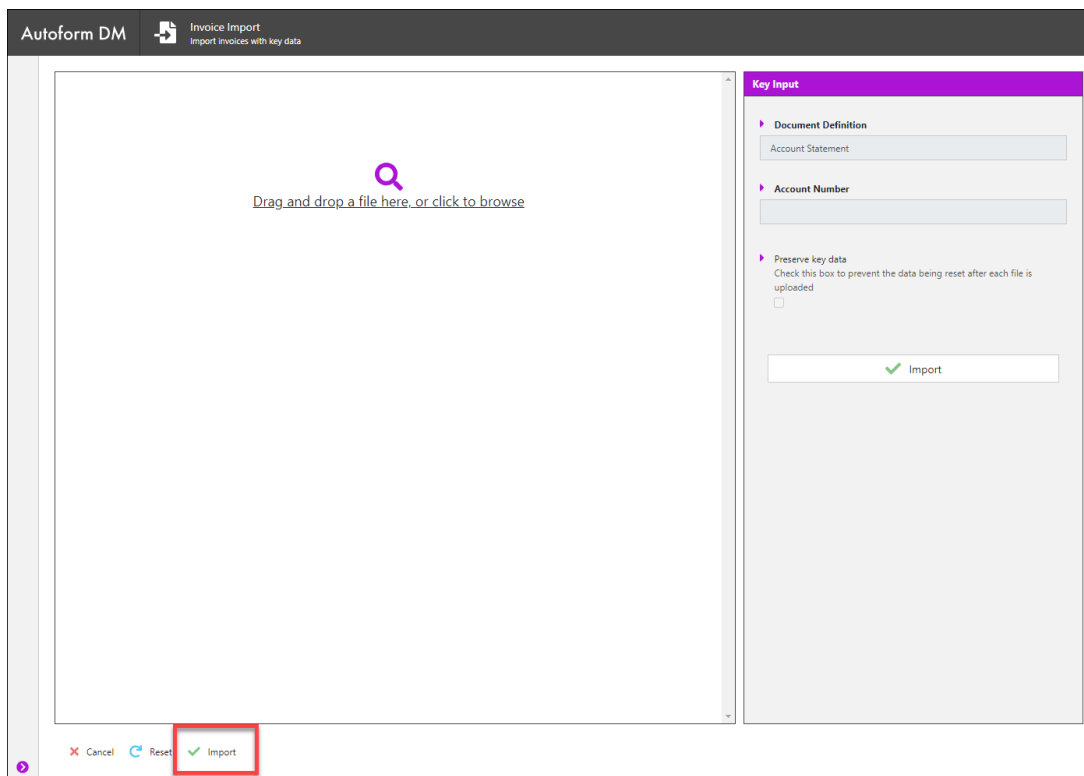 Autoform DM
Invoice Import
Import invoices with key data
Drag and drop a file here, or click to browse
Key Input
Document Definition
Account Statement
Account Number
Preserve key data
Check this box to prevent the data being reset after each file is
uploaded
Import
Cancel
Reset
Import